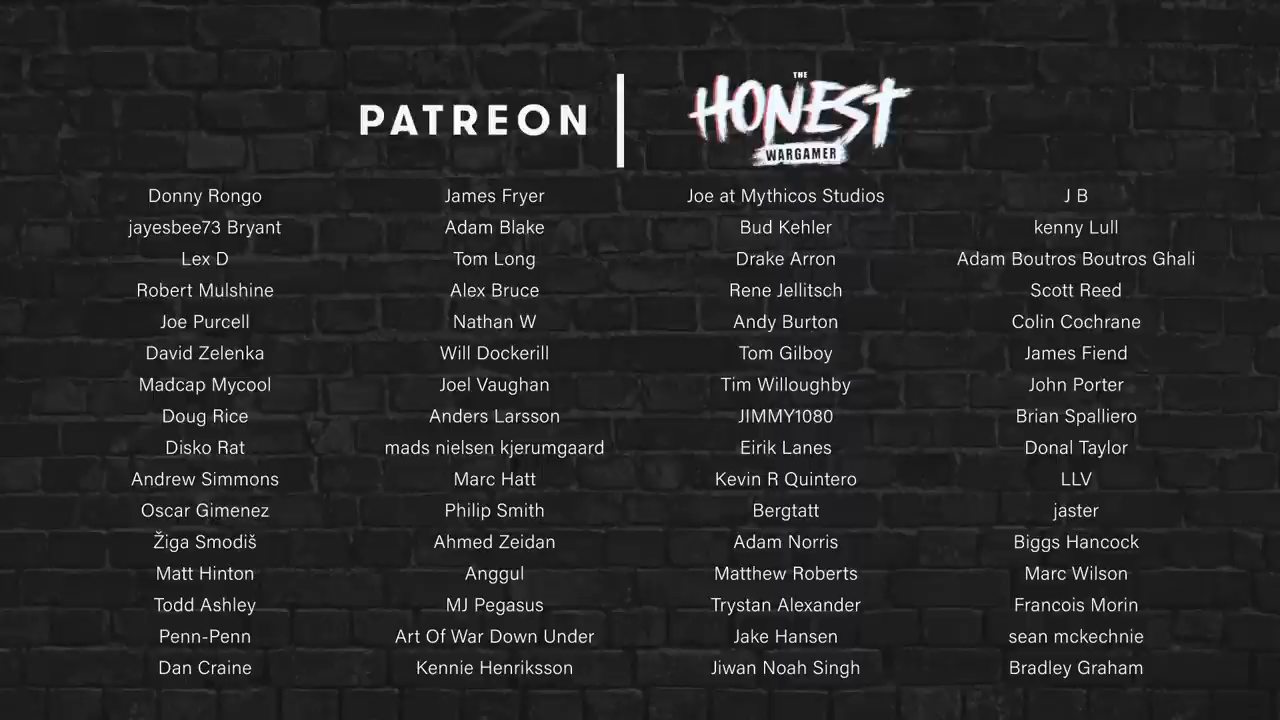 PATREON
THE
HONEST
WARGAMER
Donny Rongo
jayesbee73 Bryant
Lex D
Robert Mulshine
Joe Purcell
David Zelenka
Madcap Mycool
Doug Rice
Disko Rat
Andrew Simmons
Oscar Gimenez
Žiga Smodiš
Matt Hinton
Todd Ashley
Penn-Penn
Dan Craine
James Fryer
Adam Blake
Tom Long
Alex Bruce
Nathan W
Will Dockerill
Joel Vaughan
Anders Larsson
mads nielsen kjerumgaard
Marc Hatt
Philip Smith
Ahmed Zeidan
Anggul
MJ Pegasus
Art Of War Down Under
Kennie Henriksson
Joe at Mythicos Studios
Bud Kehler
Drake Arron
Rene Jellitsch
Andy Burton
Tom Gilboy
Tim Willoughby
JIMMY1080
Eirik Lanes
Kevin R Quintero
Bergtatt
Adam Norris
Matthew Roberts
Trystan Alexander
Jake Hansen
Jiwan Noah Singh
J B
kenny Lull
Adam Boutros Boutros Ghali
Scott Reed
Colin Cochrane
James Fiend
John Porter
Brian Spalliero
Donal Taylor
LLV
jaster
Biggs Hancock
Marc Wilson
Francois Morin
sean mckechnie
Bradley Graham